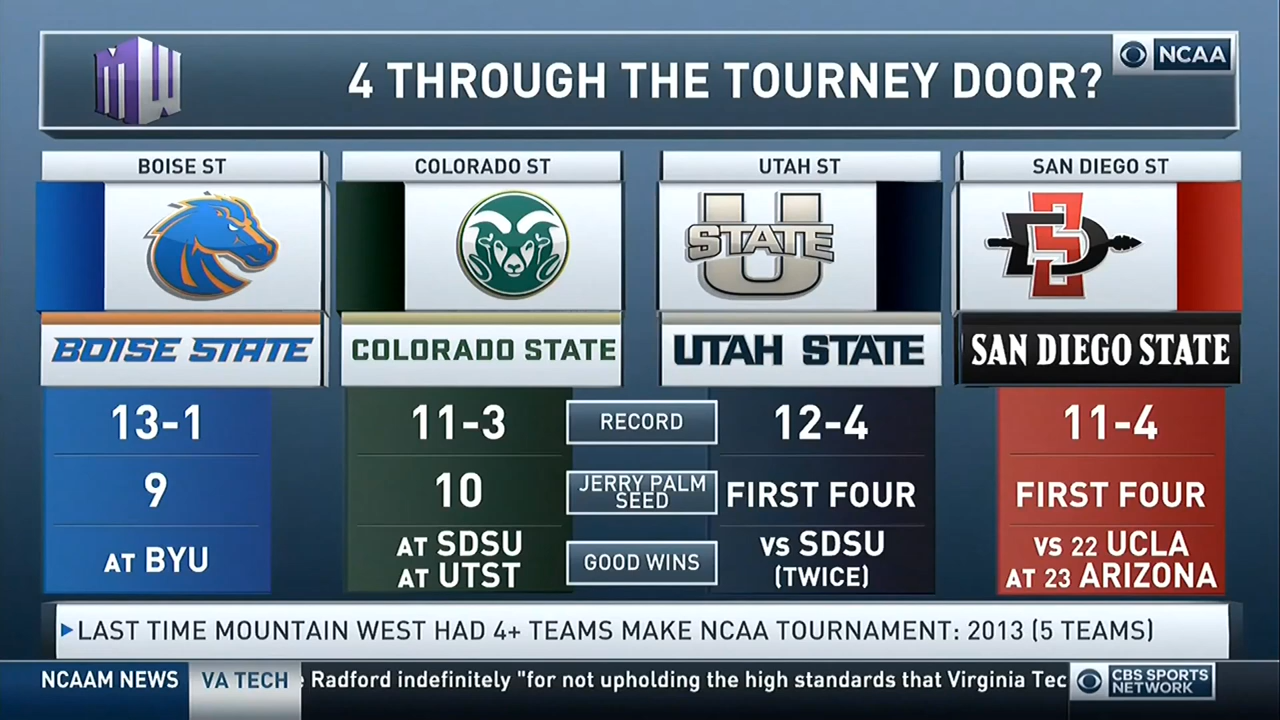 MW
4 THROUGH THE TOURNEY DOOR?
NCAA
BOISE ST
COLORADO ST
UTAH ST
SAN DIEGO ST
U
STATE
SD
BOISE STATE
COLORADO STATE
UTAH STATE
SAN DIEGO STATE
13-1
11-3
RECORD
12-4
11-4
9
10
JERRY PALM
SEED
FIRST FOUR
FIRST FOUR
AT BYU
AT SDSU
AT UTST
GOOD WINS
VS SDSU
(TWICE)
VS 22 UCLA
AT 23 ARIZONA
LAST TIME MOUNTAIN WEST HAD 4+ TEAMS MAKE NCAA TOURNAMENT: 2013 (5 TEAMS)
NCAAM NEWS
VA TECH
Radford indefinitely "for not upholding the high standards that Virginia Tec
CBS SPORTS
NETWORK